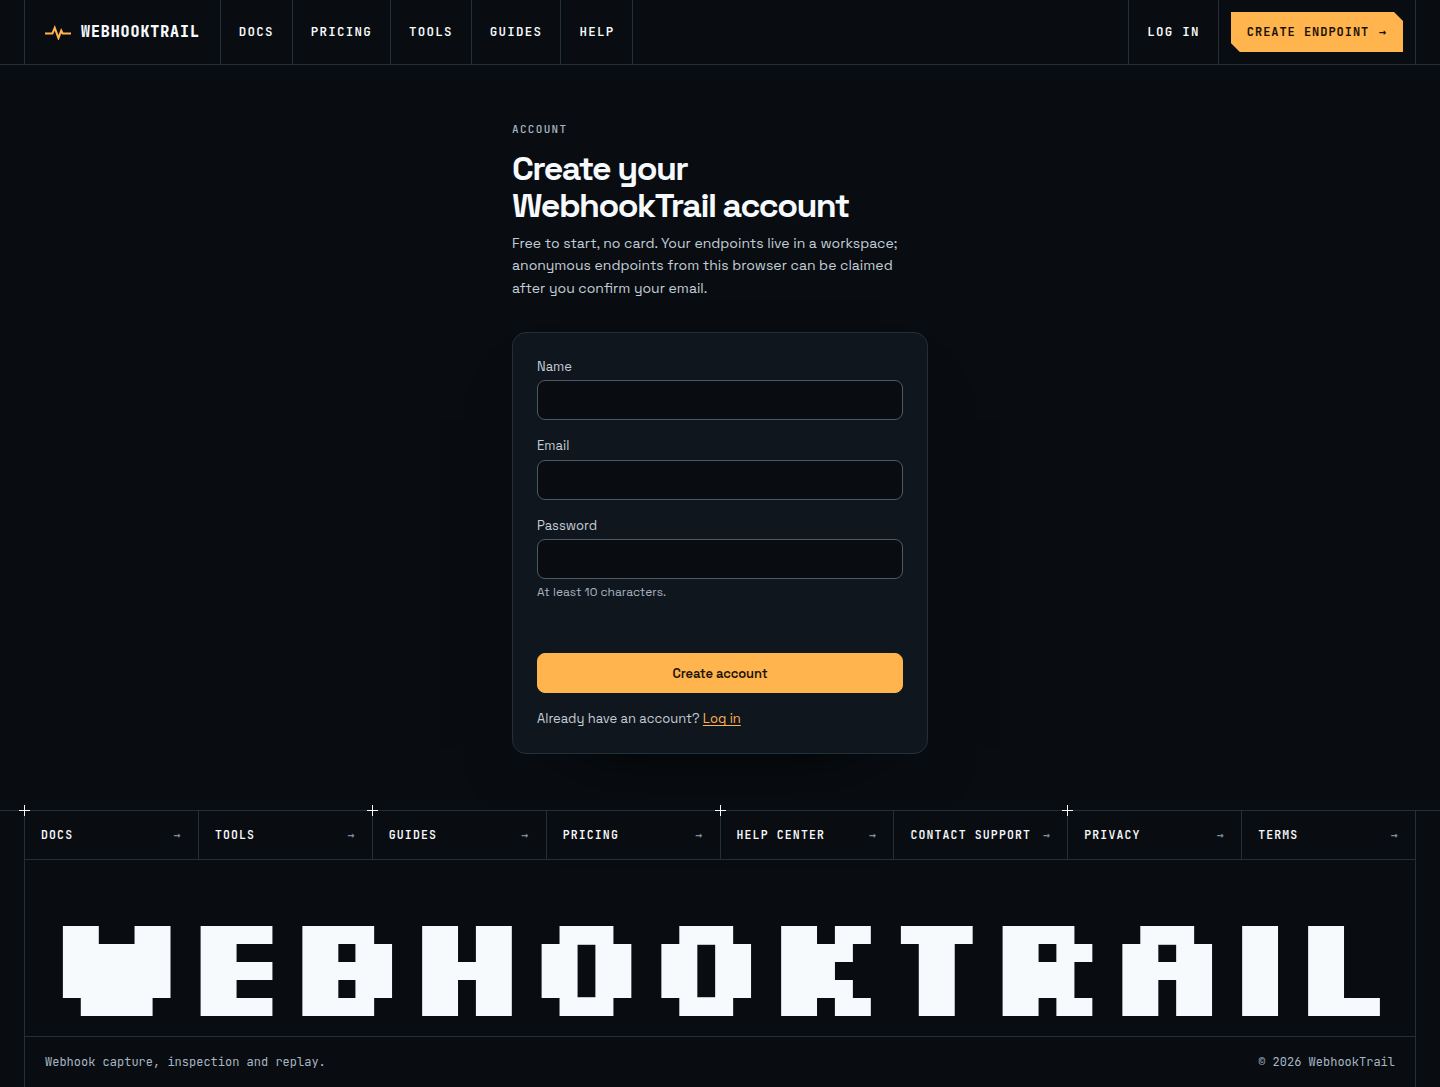 WEBHOOKTRAIL
DOCS
PRICING
TOOLS
GUIDES
HELP
LOG IN
CREATE ENDPOINT →
ACCOUNT
Create your
WebhookTrail account
Free to start, no card. Your endpoints live in a workspace;
anonymous endpoints from this browser can be claimed
after you confirm your email.
Name
Email
Password
At least 10 characters.
Create account
Already have an account? Log in
DOCS →
TOOLS →
GUIDES →
PRICING →
HELP CENTER →
CONTACT SUPPORT →
PRIVACY →
TERMS →
WEBHOOKTRAIL
Webhook capture, inspection and replay.
© 2026 WebhookTrail